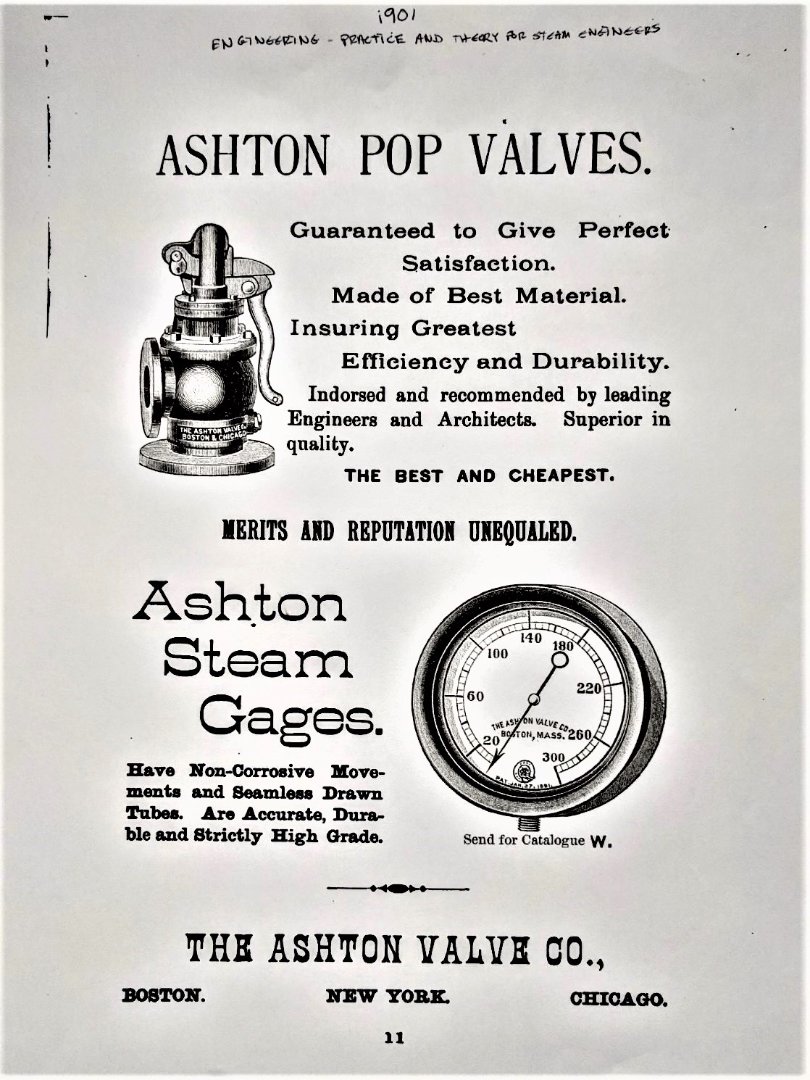 1901
ENGINEERING - PRACTICE AND THEORY FOR STEAM ENGINEERS
ASHTON POP VALVES.
Guaranteed to Give Perfect
Satisfaction.
Made of Best Material.
Insuring Greatest
Efficiency and Durability.
Indorsed and recommended by leading
Engineers and Architects. Superior in
quality.
THE BEST AND CHEAPEST.
THE ASHTON VALVE Co.
BOSTON & CHICAGO
MERITS AND REPUTATION UNEQUALED.
Ashton
Steam
Gages.
Have Non-Corrosive Move-
ments and Seamless Drawn
Tubes. Are Accurate, Dura-
ble and Strictly High Grade.
20
60
100
140
180
220
260
300
THE ASHTON VALVE CO.
BOSTON, MASS.
PAT. JAN. 27, 1891.
Send for Catalogue W.
THE ASHTON VALVE CO.,
BOSTON. NEW YORK. CHICAGO.
11